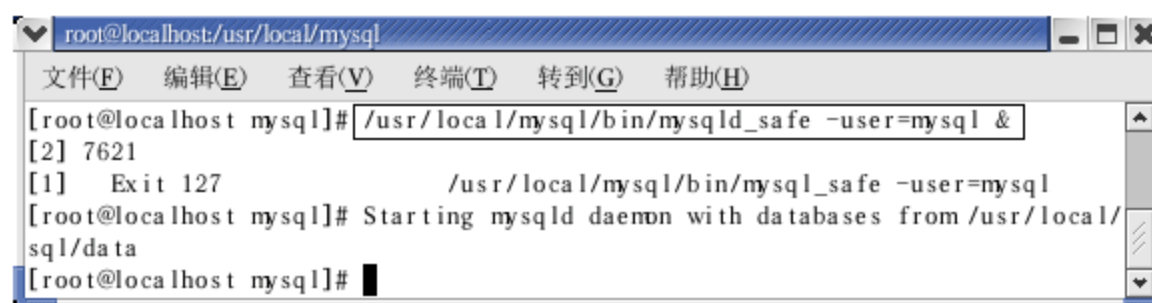 root@localhost:/usr/local/mysql
文件(F) 编辑(E) 查看(V) 终端(T) 转到(G) 帮助(H)
[root@localhost mysql]# /usr/local/mysql/bin/mysqld_safe -user=mysql &
[2] 7621
[1] Exit 127 /usr/local/mysql/bin/mysql_safe -user=mysql
[root@localhost mysql]# Starting mysqld daemon with databases from /usr/local/
sql/data
[root@localhost mysql]#